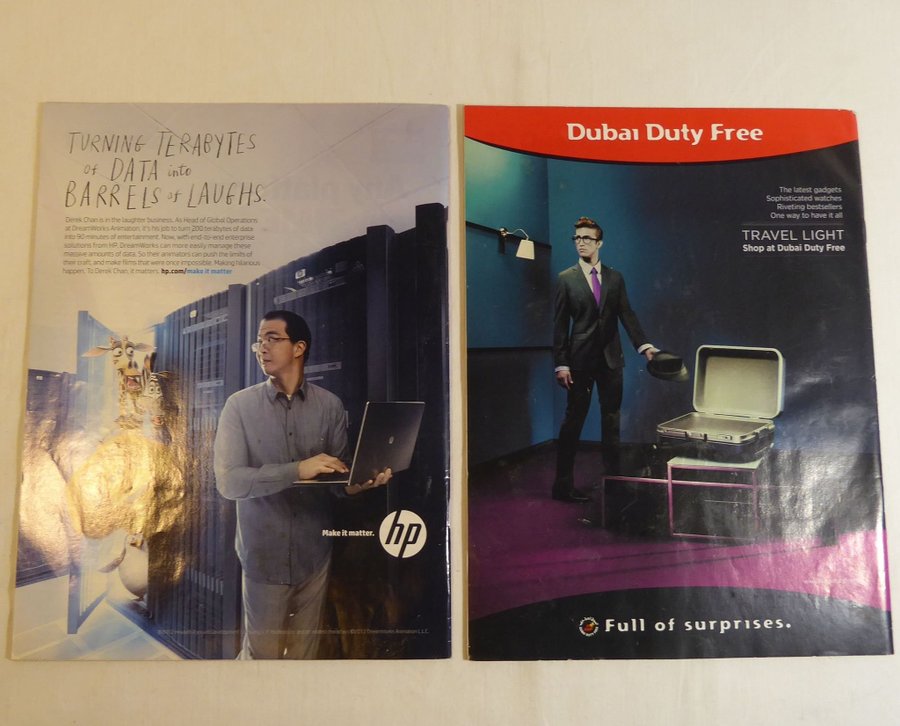 TURNING TERABYTES
of DATA into
BARRELS of LAUGHS.
Derek Chan is in the laughter business. As Head of Global Operations
at DreamWorks Animation, it's his job to turn 200 terabytes of data
into 90 minutes of entertainment. Now, with end-to-end enterprise
solutions from HP, DreamWorks can more easily manage these
massive amounts of data. So their animators can push the limits of
their craft, and make films that were once impossible. Making hilarious
happen. To Derek Chan, it matters. hp.com/make it matter
Make it matter.
hp
Dubai Duty Free
The latest gadgets
Sophisticated watches
Riveting bestsellers
One way to have it all
TRAVEL LIGHT
Shop at Dubai Duty Free
Full of surprises.